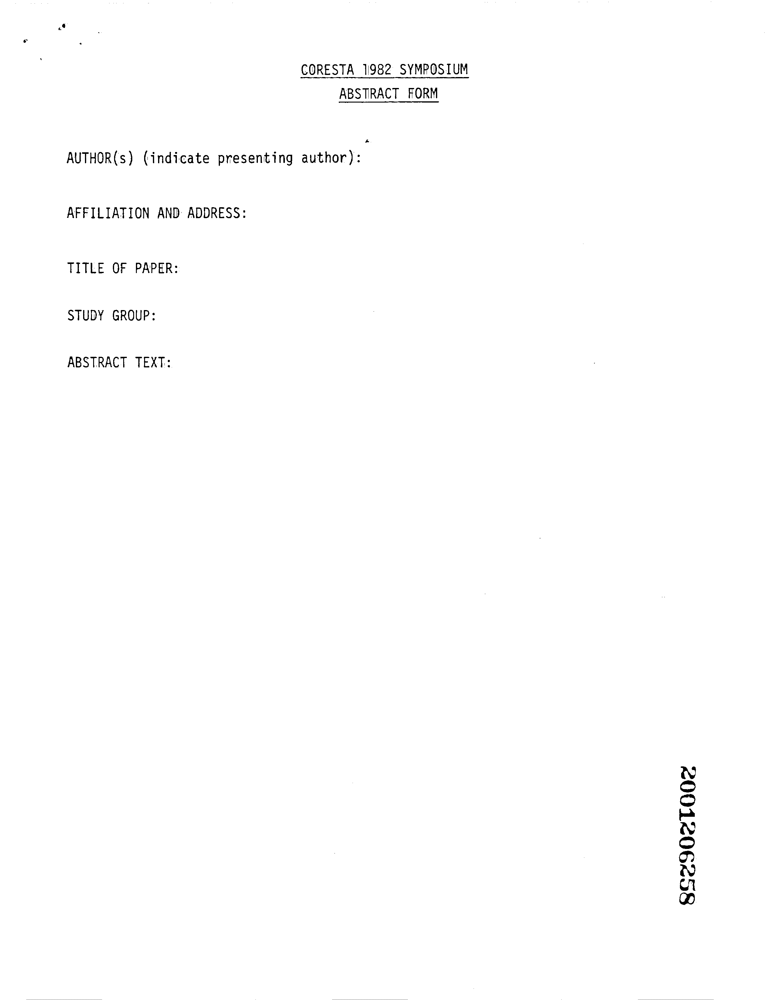 CORESTA 1982 SYMPOSIUM
ABSTRACT FORM
AUTHOR(s) (indicate presenting author):
AFFILIATION AND ADDRESS:
TITLE OF PAPER:
STUDY GROUP:
ABSTRACT TEXT:
2001206258